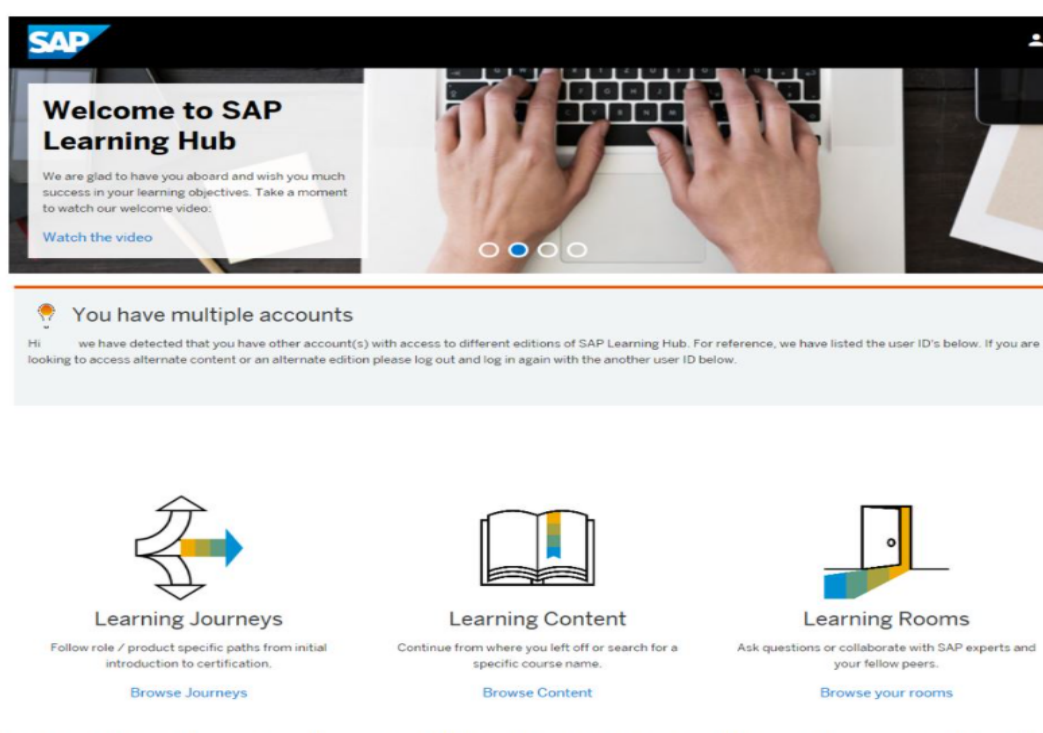 SAP
Welcome to SAP
Learning Hub
We are glad to have you aboard and wish you much
success in your learning objectives. Take a moment
to watch our welcome video:
Watch the video
You have multiple accounts
Hi we have detected that you have other account(s) with access to different editions of SAP Learning Hub. For reference, we have listed the user ID's below. If you are
looking to access alternate content or an alternate edition please log out and log in again with the another user ID below.
Learning Journeys
Follow role / product specific paths from initial
introduction to certification.
Browse Journeys
Learning Content
Continue from where you left off or search for a
specific course name.
Browse Content
Learning Rooms
Ask questions or collaborate with SAP experts and
your fellow peers.
Browse your rooms